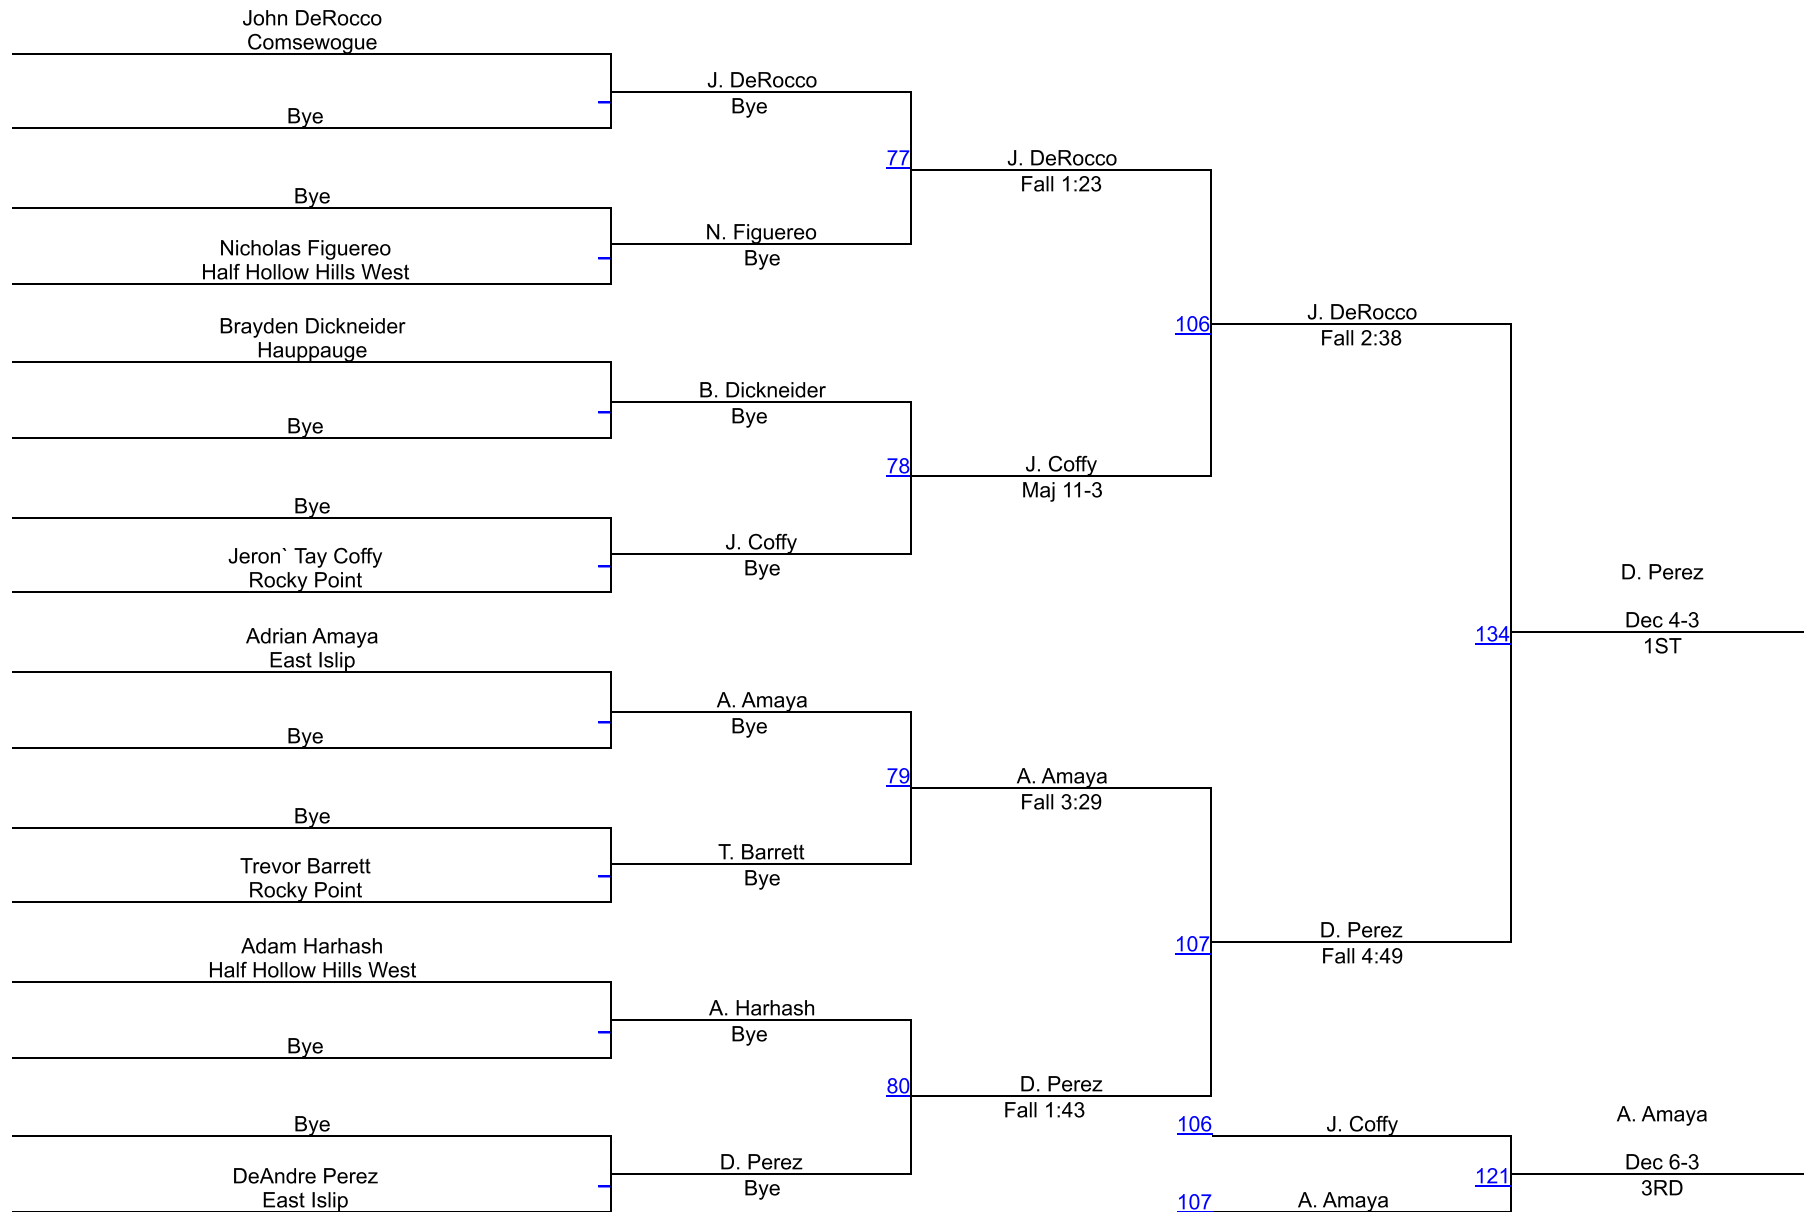 John DeRocco
Comsewogue
Bye
Bye
Nicholas Figuereo
Half Hollow Hills West
Brayden Dickneider
Hauppauge
Bye
Bye
Jeron` Tay Coffy
Rocky Point
Adrian Amaya
East Islip
Bye
Bye
Trevor Barrett
Rocky Point
Adam Harhash
Half Hollow Hills West
Bye
Bye
DeAndre Perez
East Islip
J. DeRocco
Bye
77
N. Figuereo
Bye
B. Dickneider
Bye
78
J. Coffy
Bye
A. Amaya
Bye
79
T. Barrett
Bye
A. Harhash
Bye
80
D. Perez
Bye
J. DeRocco
Fall 1:23
106
J. Coffy
Maj 11-3
A. Amaya
Fall 3:29
107
D. Perez
Fall 1:43
J. DeRocco
Fall 2:38
134
D. Perez
Fall 4:49
D. Perez
Dec 4-3
1ST
106
J. Coffy
121
107
A. Amaya
A. Amaya
Dec 6-3
3RD